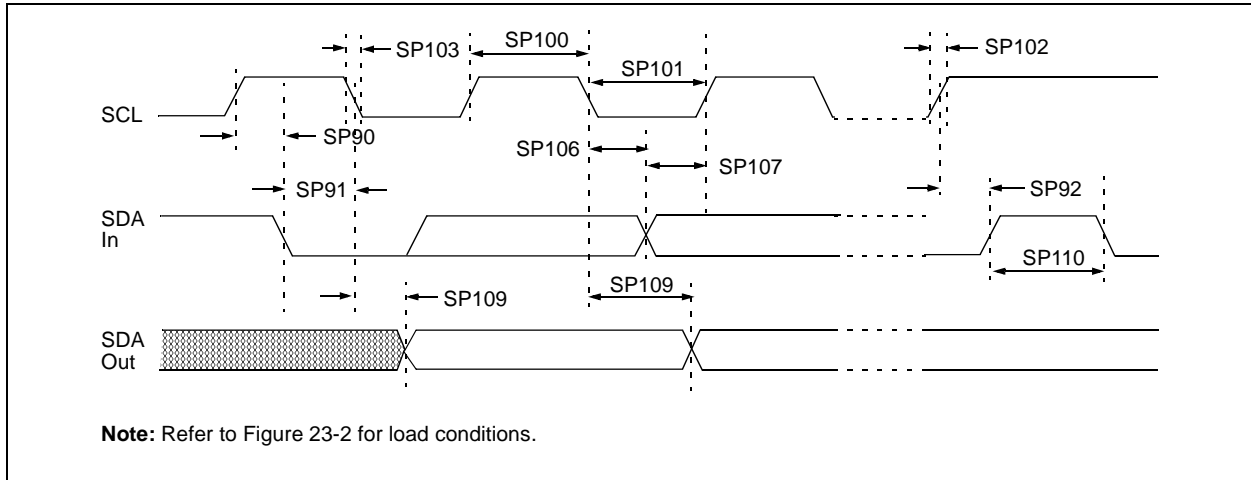 SP103
SP100
SP101
SP102
SCL
SP90
SP106
SP107
SP91
SP92
SDA
In
SP110
SP109
SP109
SDA
Out
Note: Refer to Figure 23-2 for load conditions.